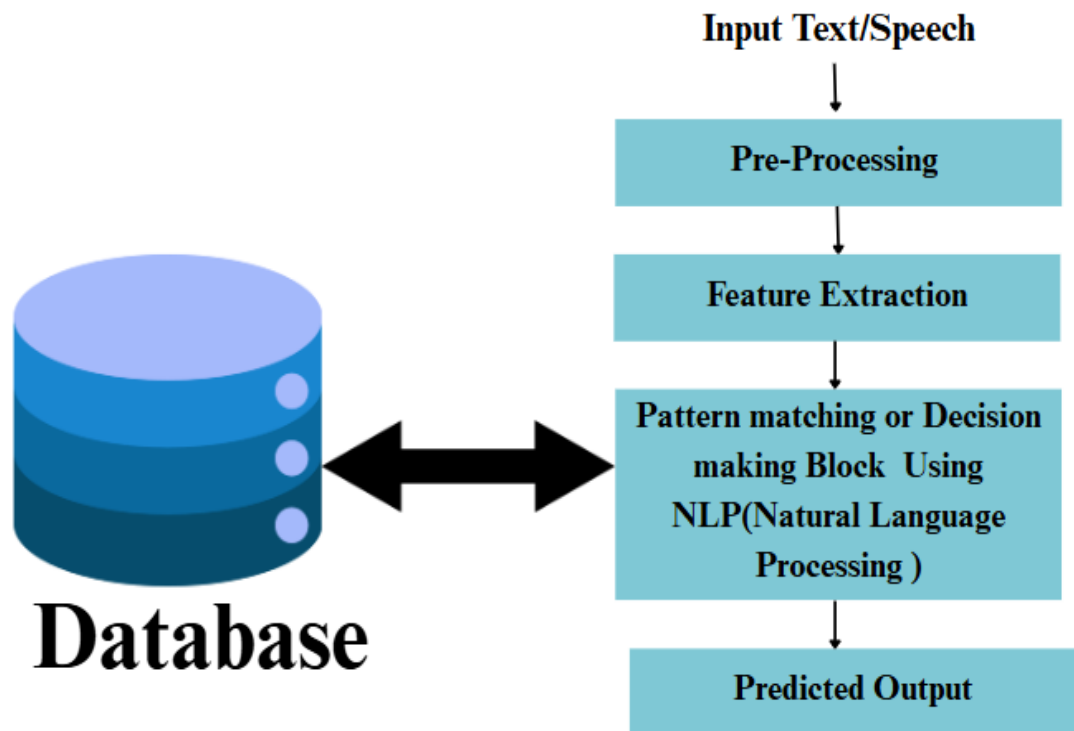 Input Text/Speech
Pre-Processing
Feature Extraction
Pattern matching or Decision
making Block Using
NLP(Natural Language
Processing )
Database
Predicted Output